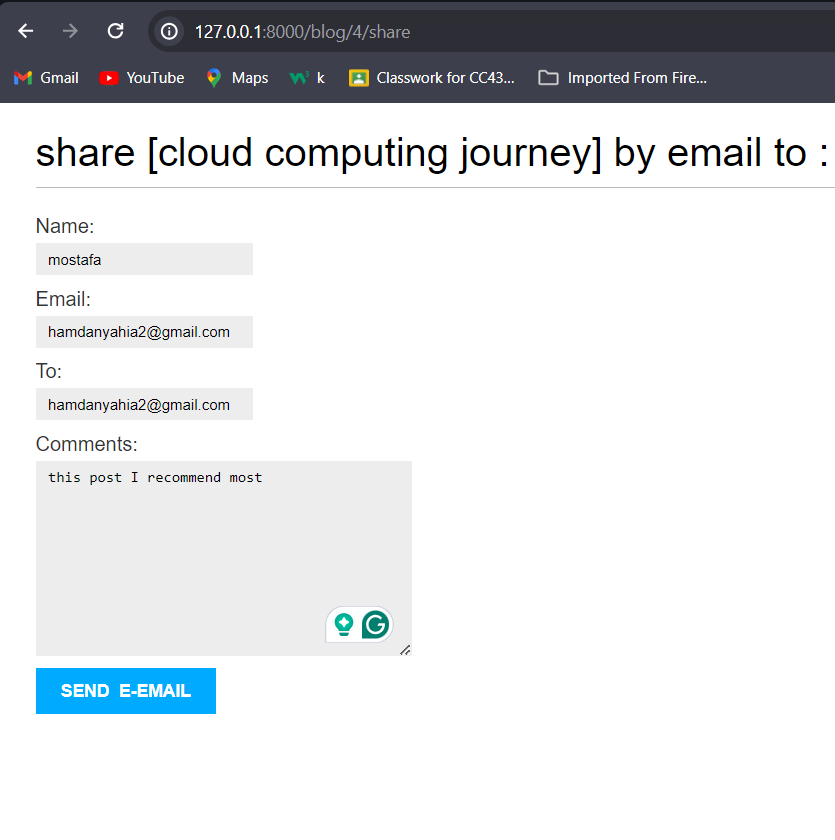 127.0.0.1:8000/blog/4/share
Gmail YouTube Maps k Classwork for CC43... Imported From Fire...
share [cloud computing journey] by email to :
Name:
mostafa
Email:
hamdanyahia2@gmail.com
To:
hamdanyahia2@gmail.com
Comments:
this post I recommend most
SEND E-EMAIL